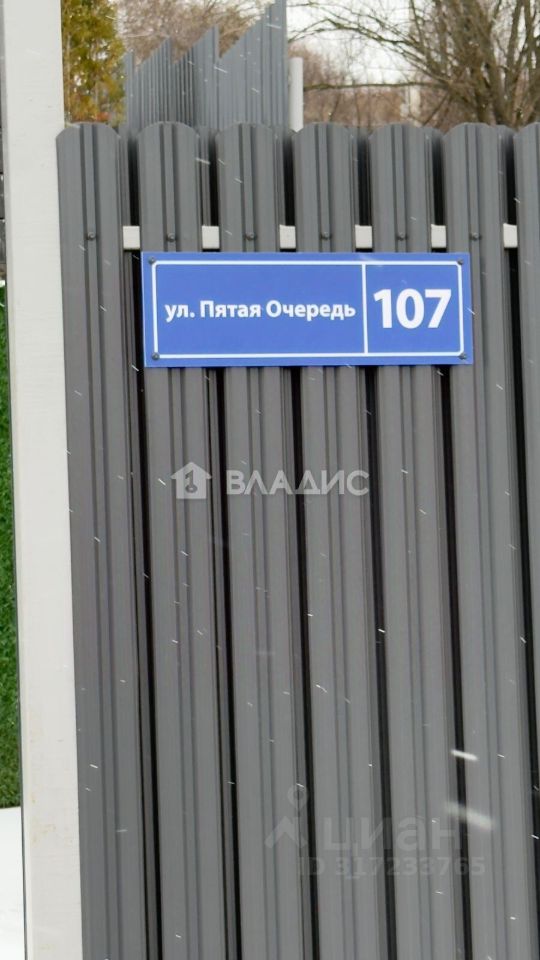 ул. Пятая Очередь 107
ВЛАДИС
циан
ID 317233765